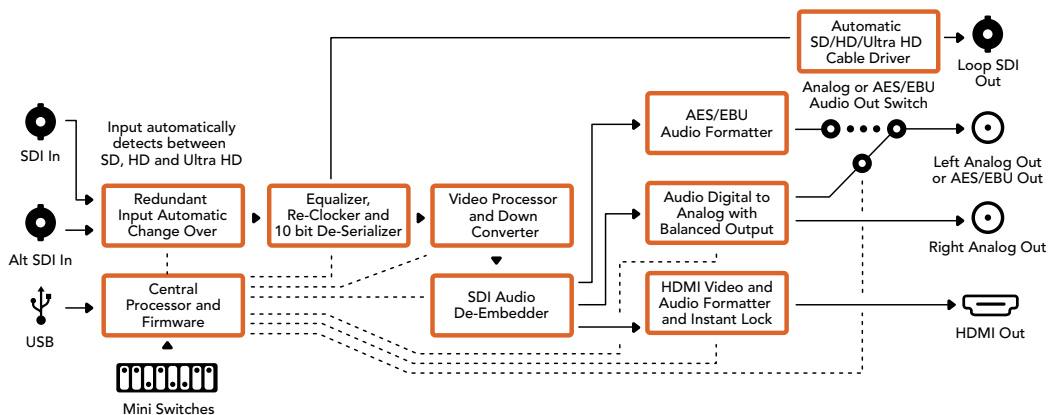 Automatic
SD/HD/Ultra HD
Cable Driver
Loop SDI
Out
Analog or AES/EBU
Audio Out Switch
AES/EBU
Audio Formatter
SDI In
Input automatically
detects between
SD, HD and Ultra HD
Left Analog Out
or AES/EBU Out
Redundant
Input Automatic
Change Over
Equalizer,
Re-Clocker and
10 bit De-Serializer
Video Processor
and Down
Converter
Audio Digital to
Analog with
Balanced Output
Right Analog Out
Alt SDI In
Central
Processor and
Firmware
SDI Audio
De-Embedder
HDMI Video and
Audio Formatter
and Instant Lock
USB
HDMI Out
Mini Switches